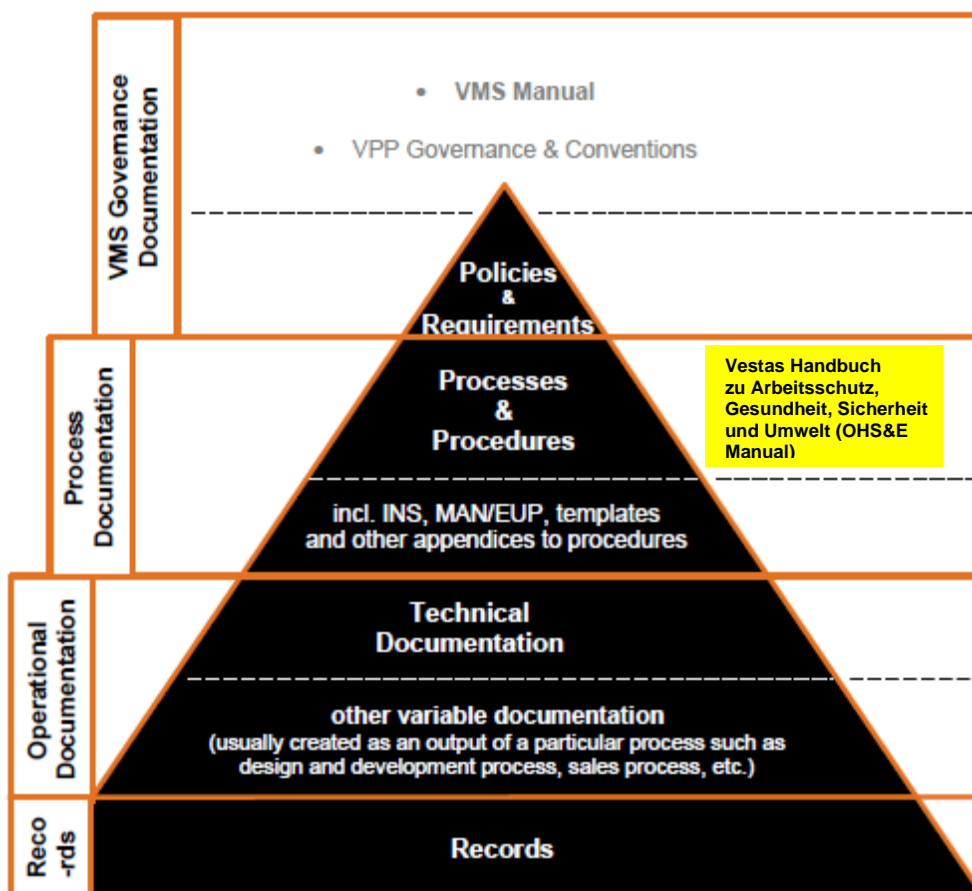 VMS Governance
Documentation
• VMS Manual
• VPP Governance & Conventions
Policies
&
Requirements
Process
Documentation
Processes
&
Procedures
Vestas Handbuch
zu Arbeitsschutz,
Gesundheit, Sicherheit
und Umwelt (OHS&E
Manual)
incl. INS, MAN/EUP, templates
and other appendices to procedures
Operational
Documentation
Technical
Documentation
other variable documentation
(usually created as an output of a particular process such as
design and development process, sales process, etc.)
Reco
-rds
Records